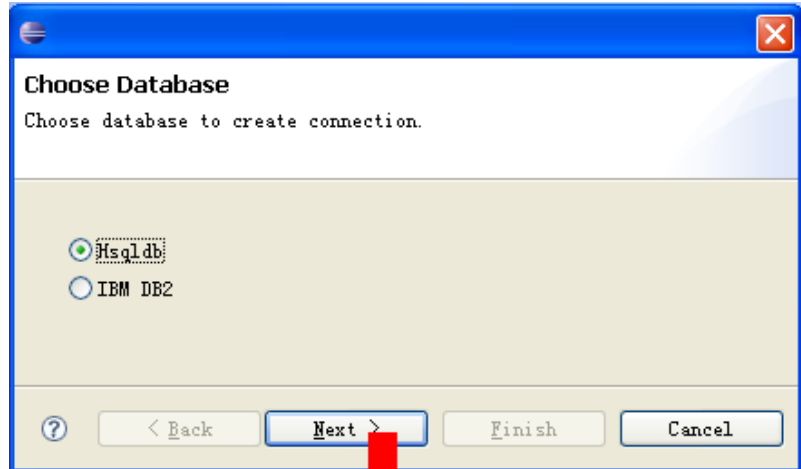 Choose Database
Choose database to create connection.
Hsqldb
IBM DB2
? < Back Next > Finish Cancel